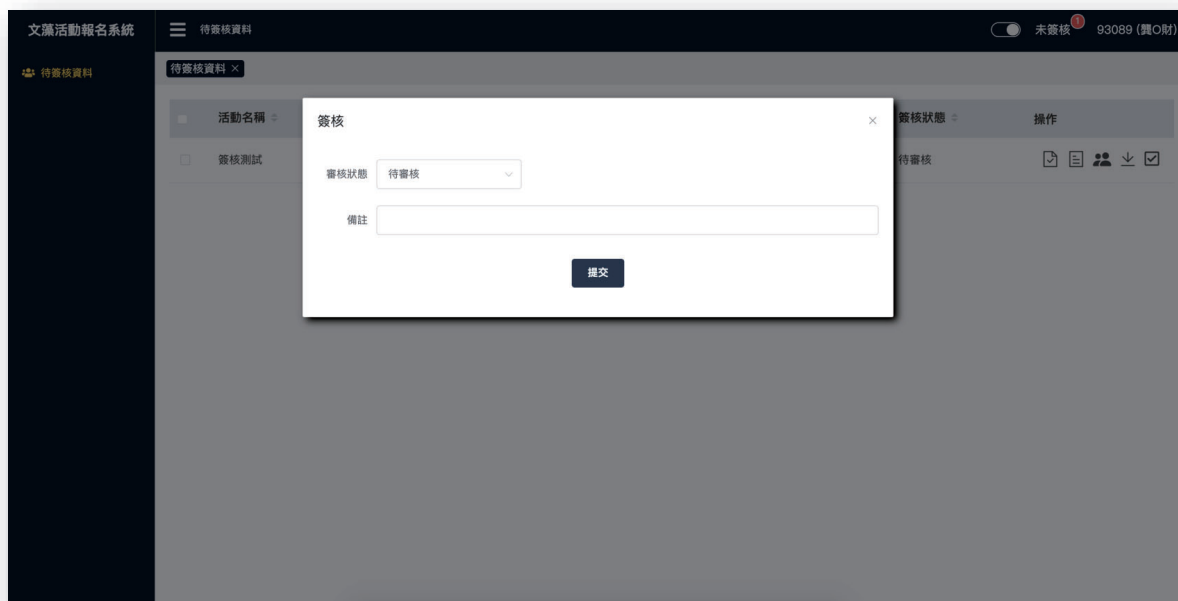 文藻活動報名系統
待簽核資料
未簽核
1
93089 (龔O財)
待簽核資料
待簽核資料 ×
活動名稱
簽核狀態
操作
簽核測試
待審核
簽核
×
審核狀態
待審核
備註
提交